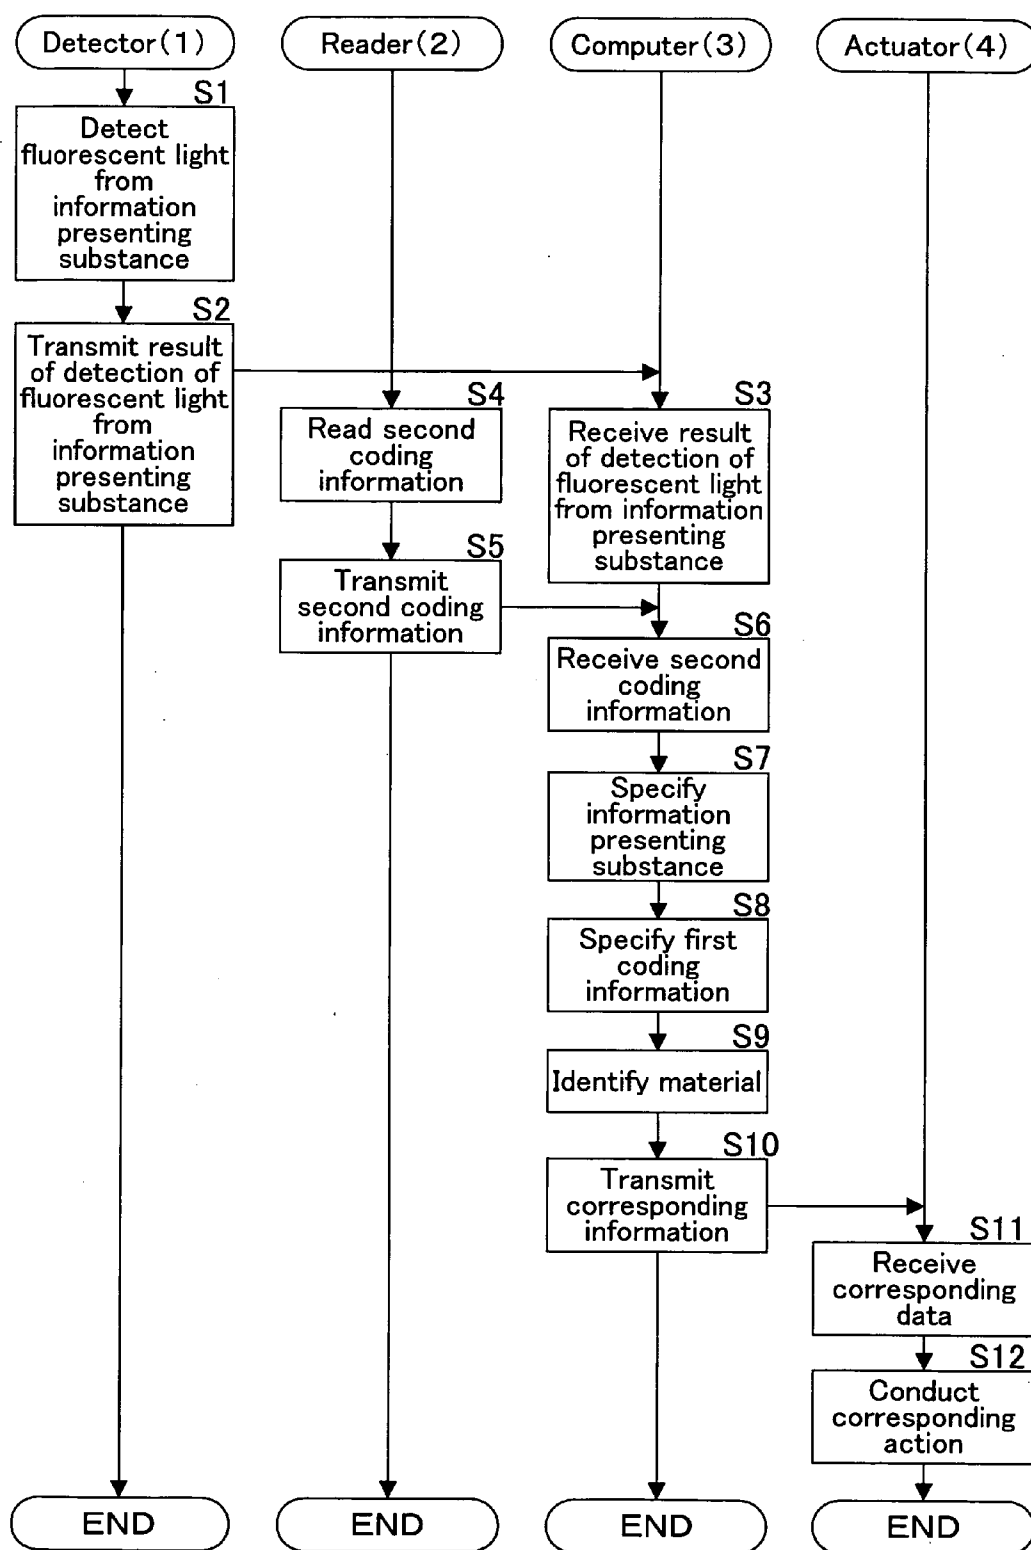 Detector(1)
Reader(2)
Computer(3)
Actuator(4)
S1
Detect
fluorescent light
from
information
presenting
substance
S2
Transmit result
of detection of
fluorescent light
from
information
presenting
substance
S4
Read second
coding
information
S3
Receive result
of detection of
fluorescent light
from information
presenting
substance
S5
Transmit
second coding
information
S6
Receive second
coding
information
S7
Specify
information
presenting
substance
S8
Specify first
coding
information
S9
Identify material
S10
Transmit
corresponding
information
S11
Receive
corresponding
data
S12
Conduct
corresponding
action
END
END
END
END